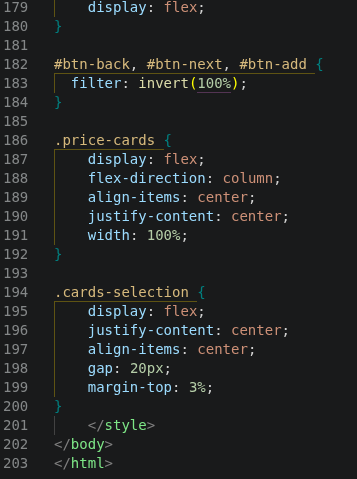 179 display: flex;
180 }
181
182 #btn-back, #btn-next, #btn-add {
183 filter: invert(100%);
184 }
185
186 .price-cards {
187 display: flex;
188 flex-direction: column;
189 align-items: center;
190 justify-content: center;
191 width: 100%;
192 }
193
194 .cards-selection {
195 display: flex;
196 justify-content: center;
197 align-items: center;
198 gap: 20px;
199 margin-top: 3%;
200 }
201 </style>
202 </body>
203 </html>